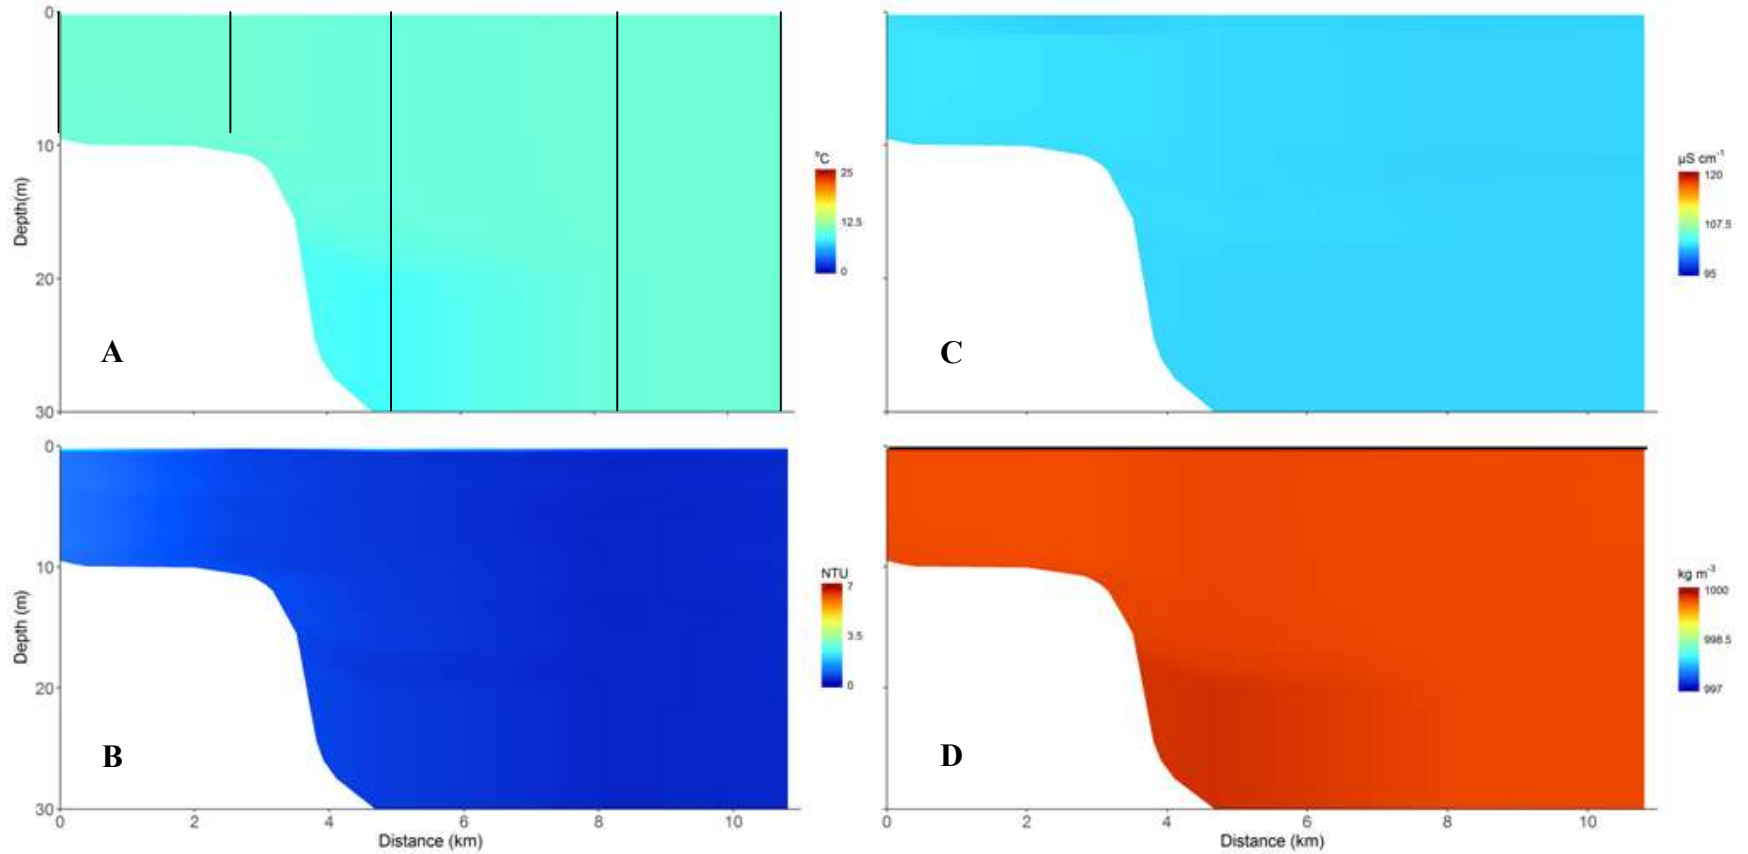 0
10
20
30
Depth(m)
A
°C
25
12.5
0
C
µS cm⁻¹
120
107.5
95
0
10
20
30
Depth (m)
B
NTU
7
3.5
0
0 2 4 6 8 10
Distance (km)
D
kg m⁻³
1000
998.5
997
0 2 4 6 8 10
Distance (km)